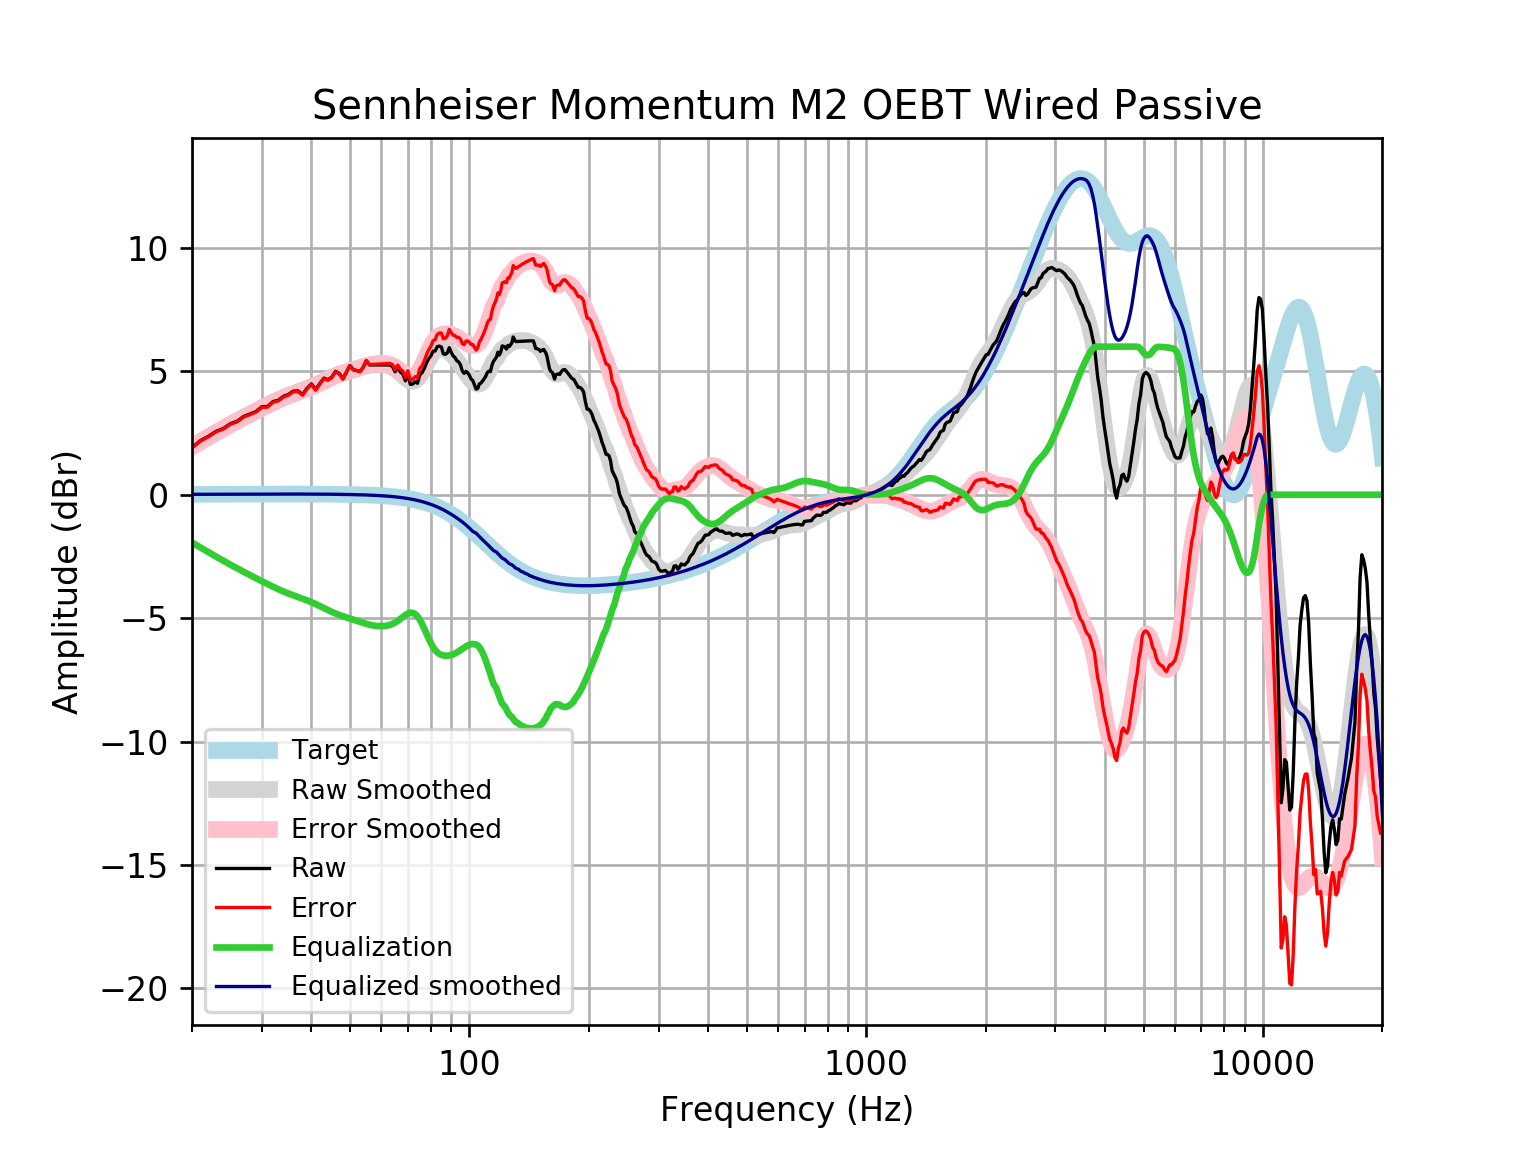 Sennheiser Momentum M2 OEBT Wired Passive
Amplitude (dBr)
10
5
0
−5
−10
−15
−20
Target
Raw Smoothed
Error Smoothed
Raw
Error
Equalization
Equalized smoothed
100
1000
10000
Frequency (Hz)